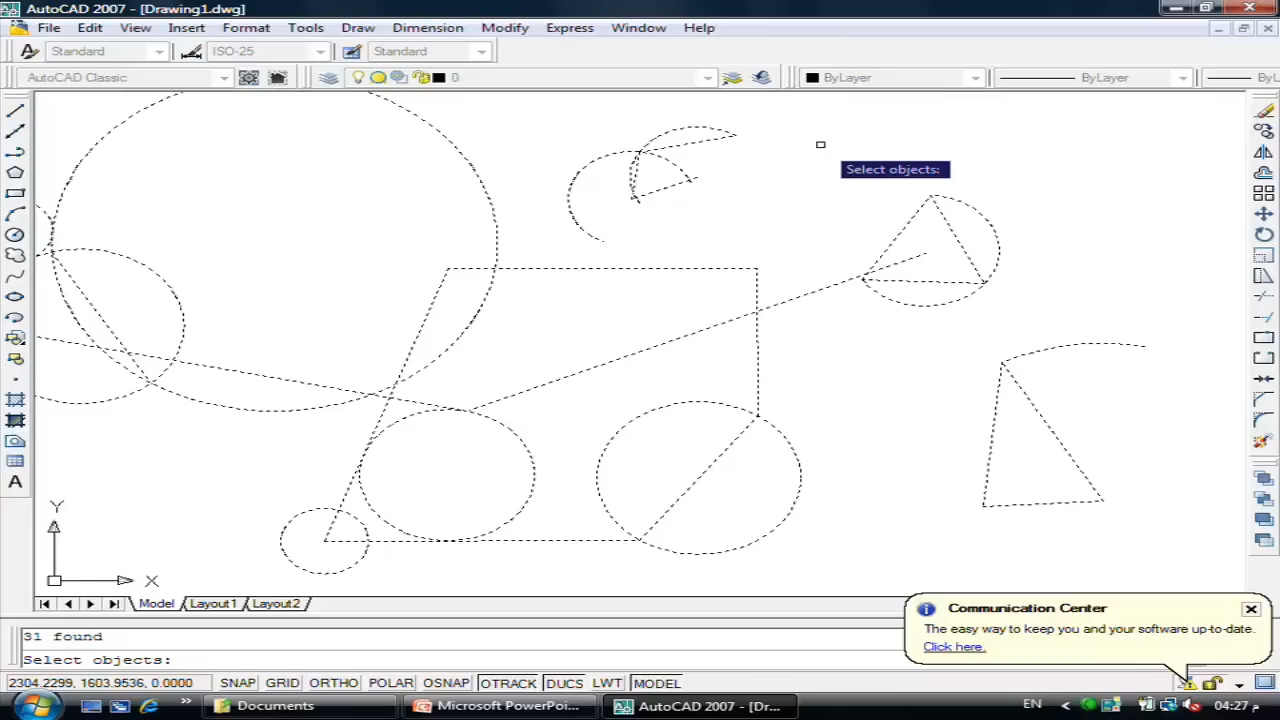 AutoCAD 2007 - [Drawing1.dwg]
File Edit View Insert Format Tools Draw Dimension Modify Express Window Help
Standard ISO-25 Standard
AutoCAD Classic 0 ByLayer ByLayer ByL
Select objects:
Y
X
A
Model Layout1 Layout2
Communication Center
The easy way to keep you and your software up-to-date.
Click here.
31 found
Select objects:
2304.2299, 1603.9536, 0.0000 SNAP GRID ORTHO POLAR OSNAP OTRACK DUCS LWT MODEL
Documents Microsoft PowerPoi... AutoCAD 2007 - [Dr... EN 04:27 م